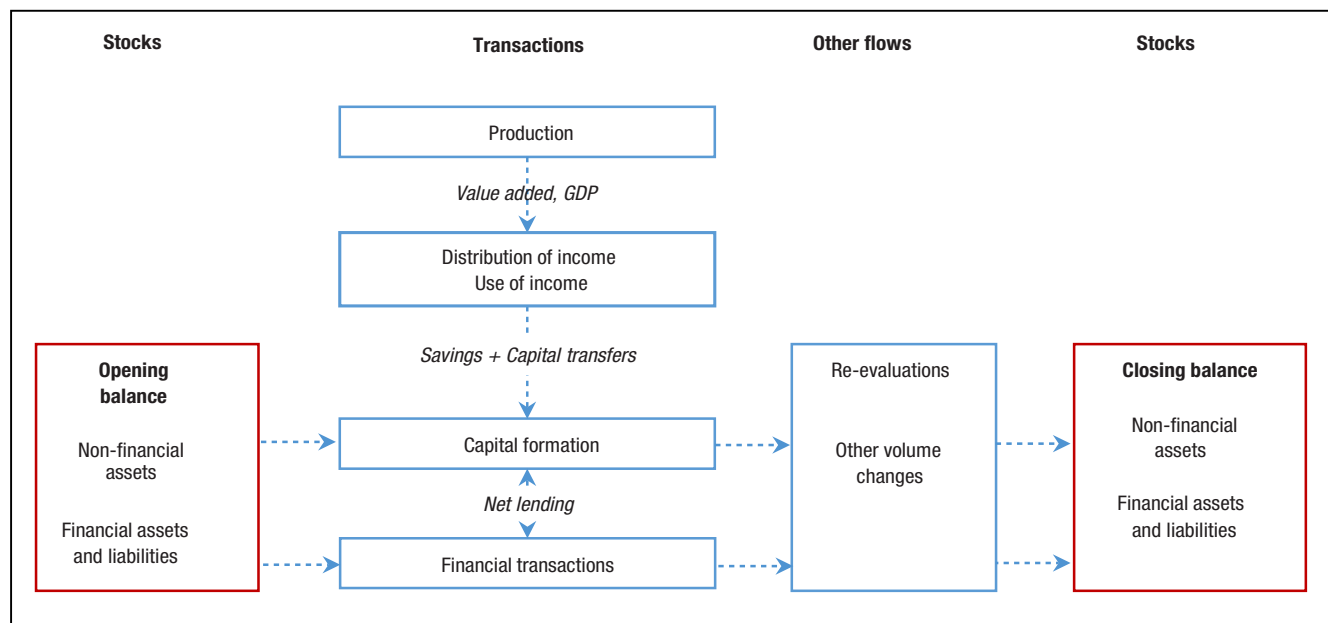 Stocks
Transactions
Other flows
Stocks
Production
Value added, GDP
Distribution of income
Use of income
Savings + Capital transfers
Opening
balance
Non-financial
assets
Financial assets
and liabilities
Capital formation
Net lending
Financial transactions
Re-evaluations
Other volume
changes
Closing balance
Non-financial
assets
Financial assets
and liabilities